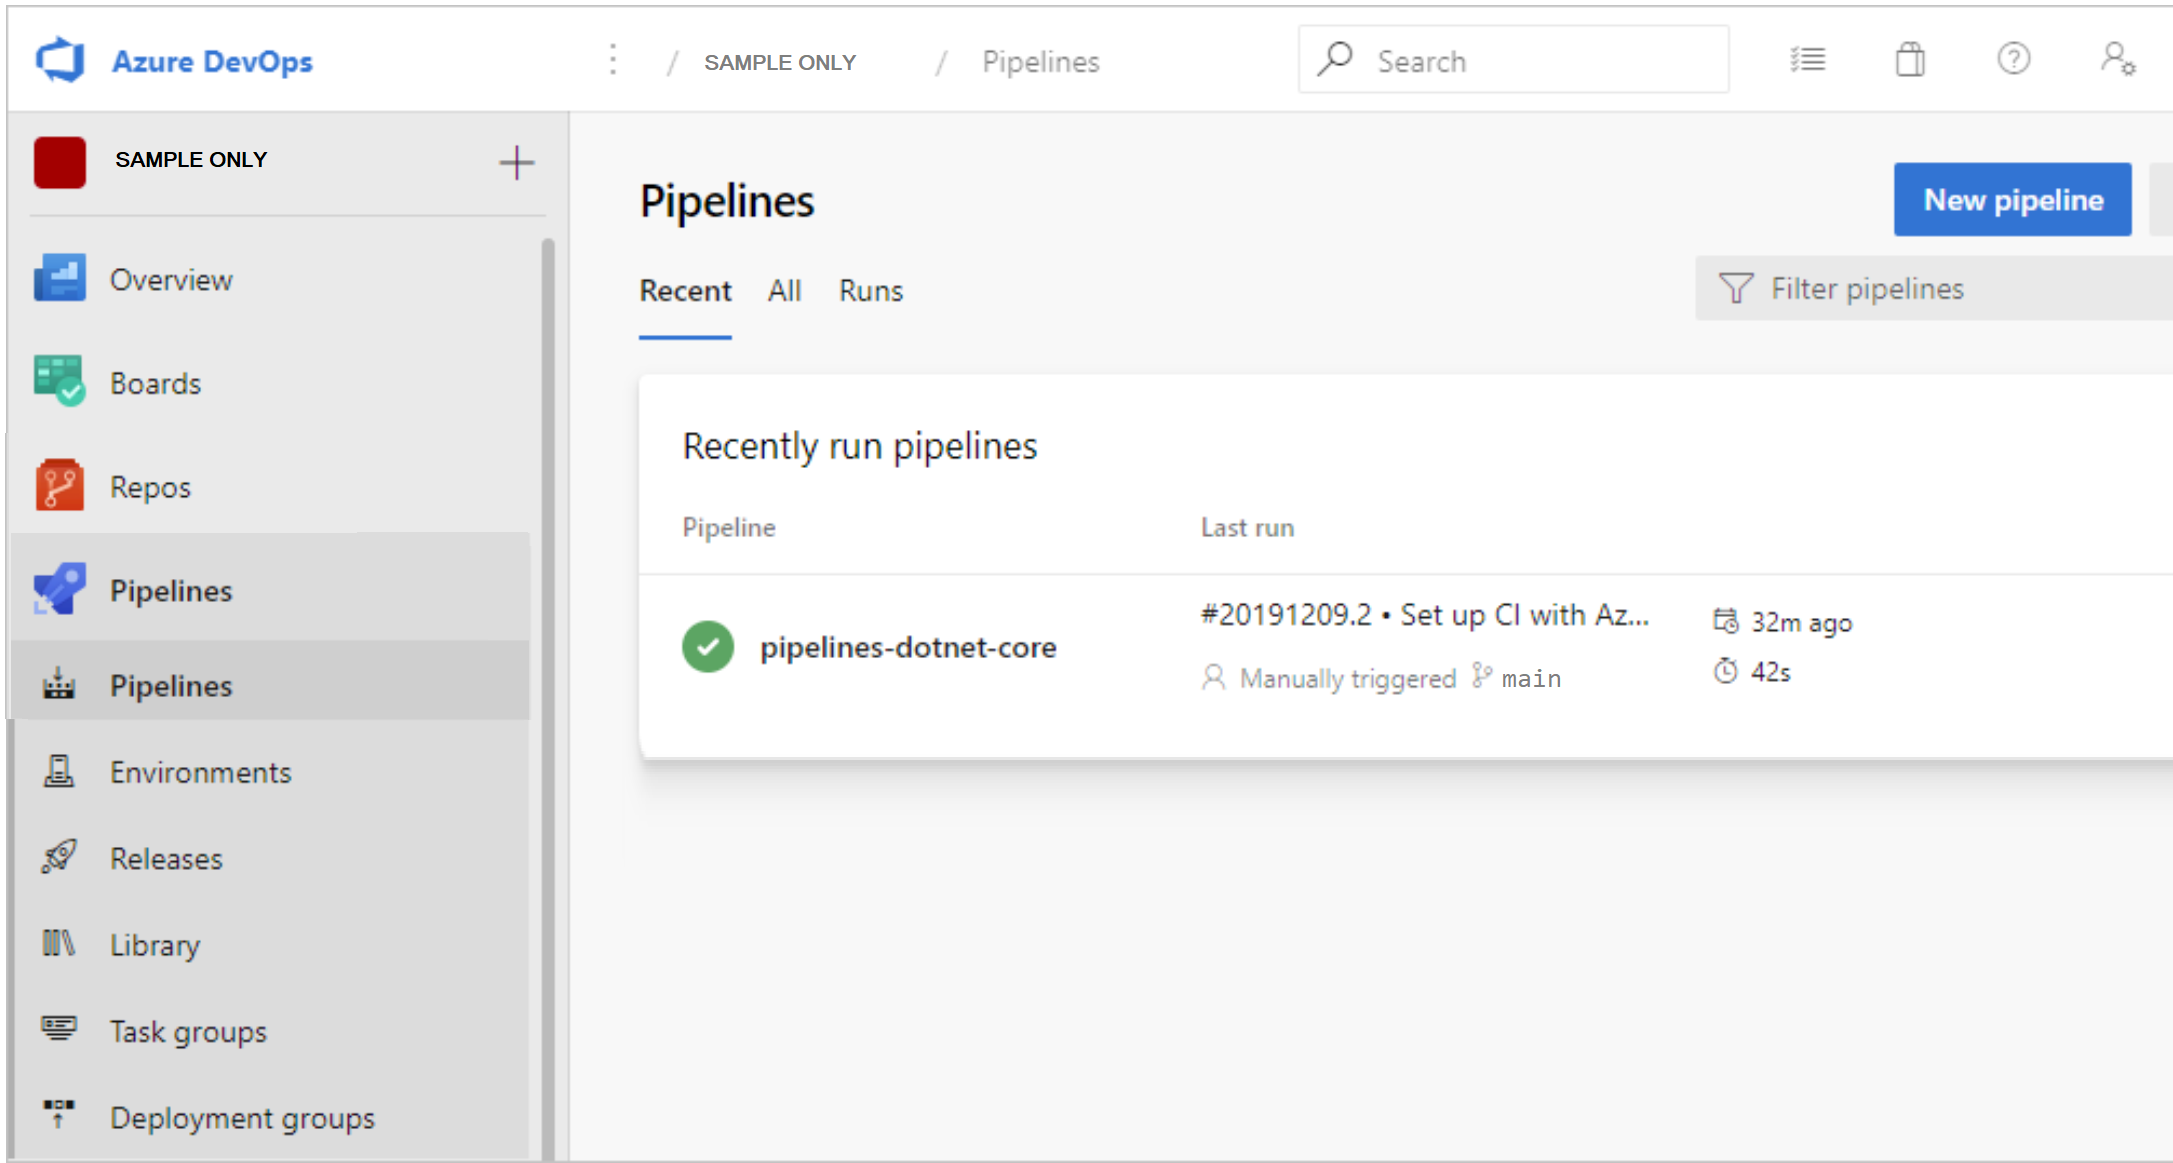 Azure DevOps
/ SAMPLE ONLY / Pipelines
Search
SAMPLE ONLY
Overview
Boards
Repos
Pipelines
Pipelines
Environments
Releases
Library
Task groups
Deployment groups
Pipelines
New pipeline
Recent All Runs
Filter pipelines
Recently run pipelines
Pipeline Last run
pipelines-dotnet-core
#20191209.2 • Set up CI with Az...
Manually triggered main
32m ago
42s